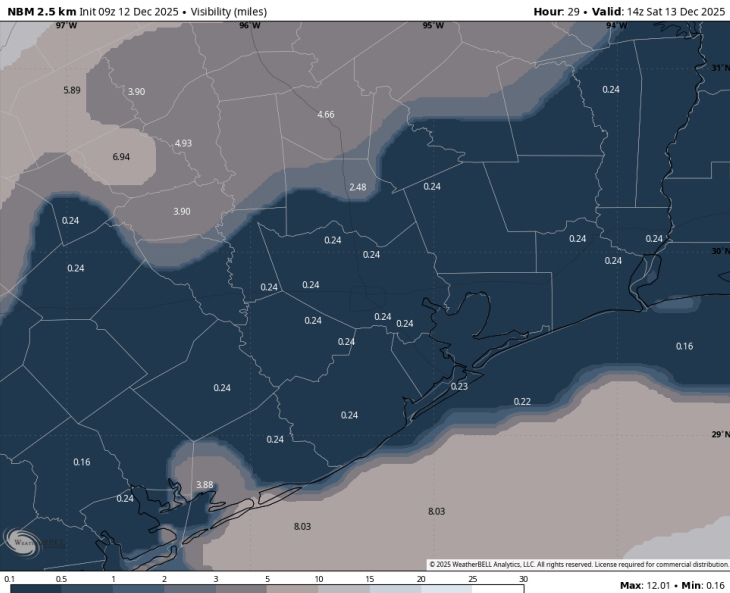 NBM 2.5 km Init 09z 12 Dec 2025 • Visibility (miles) Hour: 29 • Valid: 14z Sat 13 Dec 2025
97°W 96°W 95°W 94°W
31°N
5.89 3.90 0.24
4.66
4.93
6.94
2.48 0.24
3.90
0.24
0.24 0.24 0.24
30°N
0.24
0.24 0.24
0.24 0.24
0.24 0.24 0.24
0.24 0.16
0.24 0.23
0.22
0.24
0.24 29°N
0.16
3.88
0.24
8.03
8.03
WeatherBELL
© 2025 WeatherBELL Analytics, LLC. All rights reserved. License required for commercial distribution.
0.1 0.5 1 2 3 5 10 15 20 25 30
Max: 12.01 • Min: 0.16